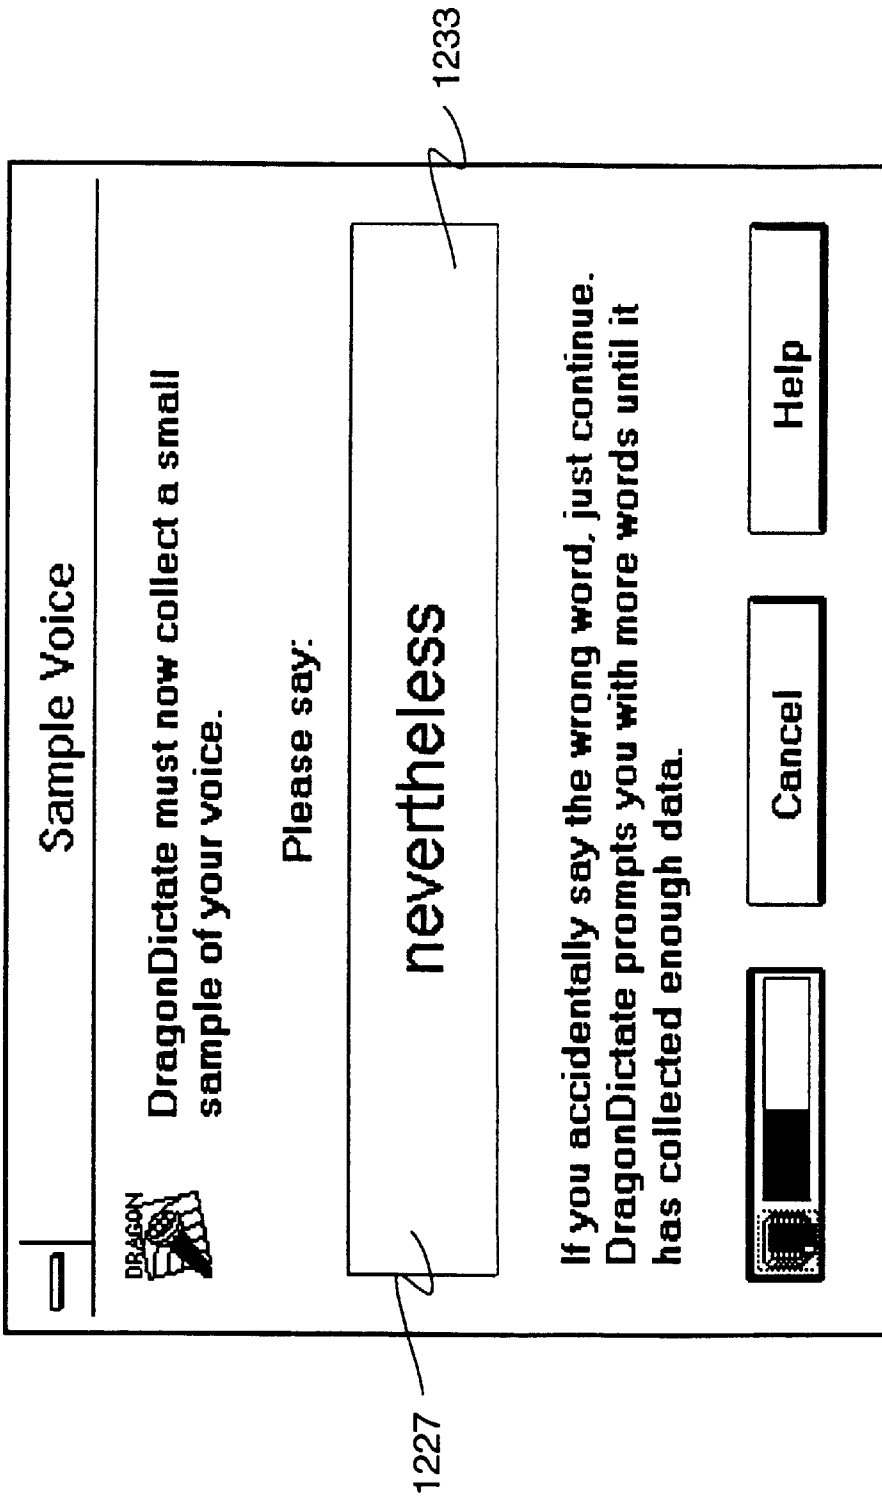 Sample Voice
DRAGON
DragonDictate must now collect a small
sample of your voice.
Please say:
nevertheless
If you accidentally say the wrong word, just continue.
DragonDictate prompts you with more words until it
has collected enough data.
Cancel
Help
1227
1233